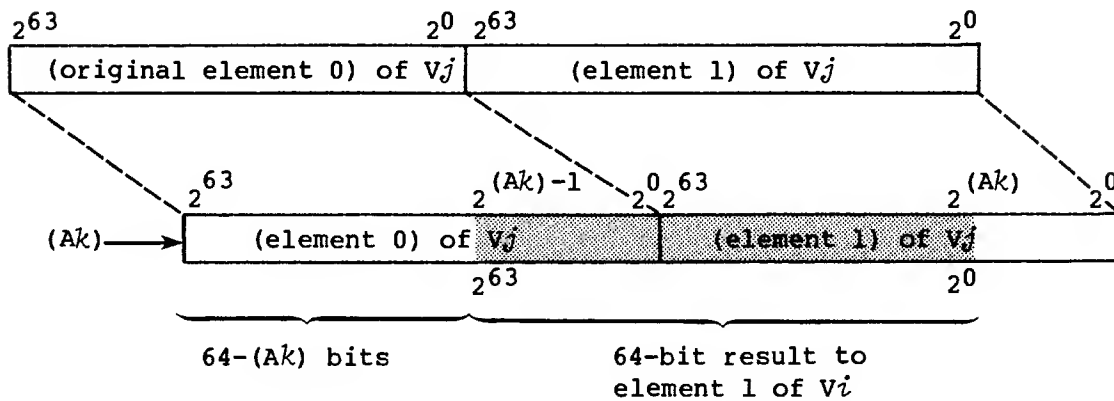 2^63 2^0 2^63 2^0
(original element 0) of Vj (element 1) of Vj
2^63 2^(Ak)-1 2^0 2^63 2^(Ak) 2^0
(Ak) (element 0) of Vj (element 1) of Vj
2^63 2^0
64-(Ak) bits 64-bit result to
element 1 of Vi